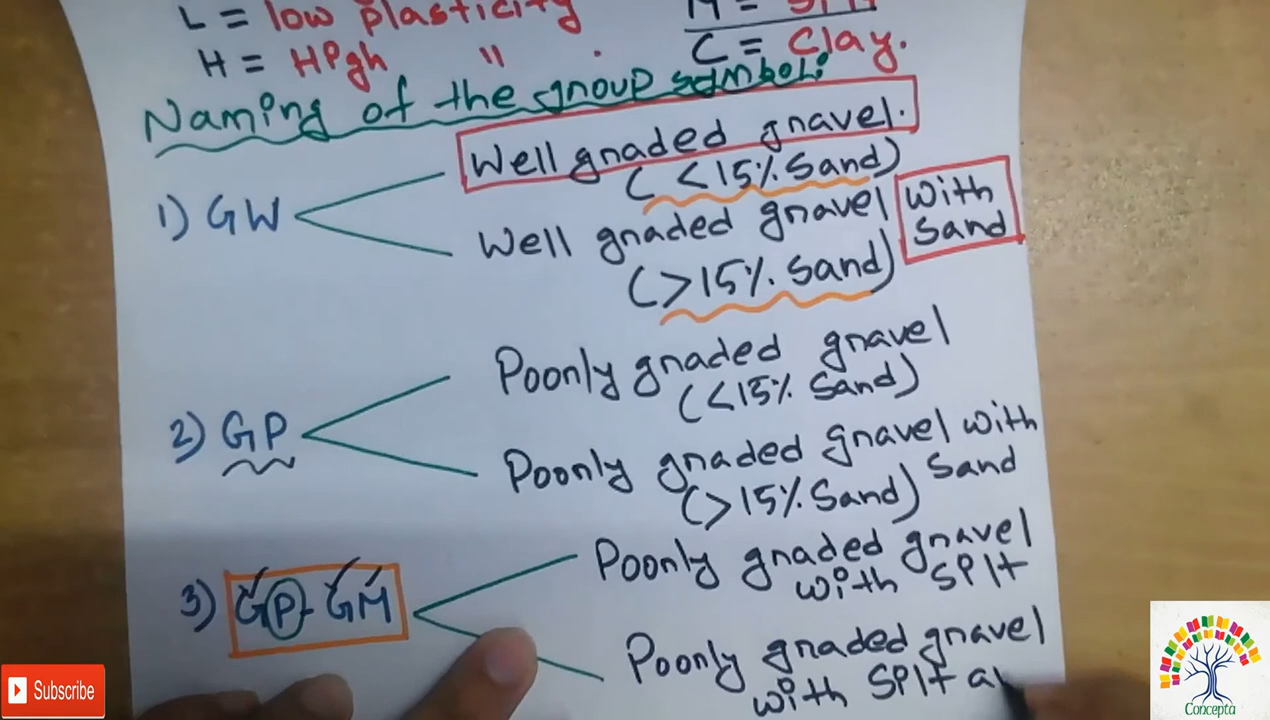 L = low plasticity
H = High "
C = Clay.
Naming of the group symbol:
1) GW
Well graded gravel.
( <15% Sand)
Well graded gravel with Sand
(>15% Sand)
2) GP
Poorly graded gravel
(<15% Sand)
Poorly graded gravel with Sand
(>15% Sand)
3) GP-GM
Poorly graded gravel
with Silt
Poorly graded gravel
with Silt
Subscribe
Concepta